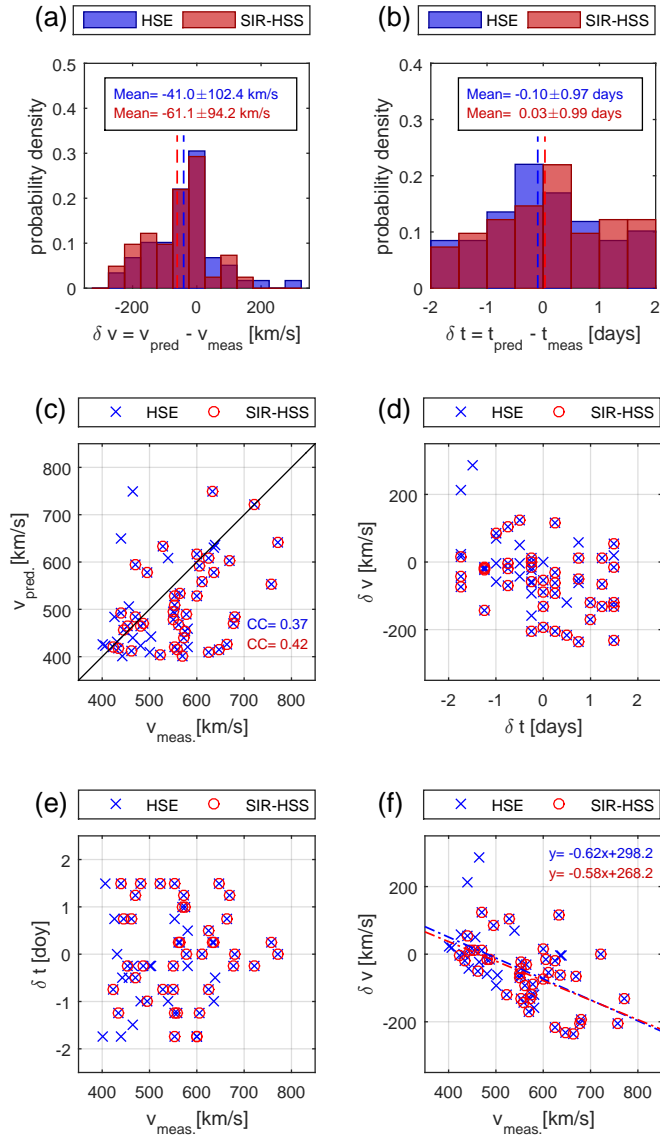 (a)
HSE SIR-HSS
Mean= -41.0±102.4 km/s
Mean= -61.1±94.2 km/s
probability density
0.5
0.4
0.3
0.2
0.1
0
-200 0 200
δ v = v_pred - v_meas [km/s]
(b)
HSE SIR-HSS
Mean= -0.10±0.97 days
Mean= 0.03±0.99 days
probability density
0.4
0.3
0.2
0.1
0
-2 -1 0 1 2
δ t = t_pred - t_meas [days]
(c)
HSE SIR-HSS
v_pred. [km/s]
800
700
600
500
400
CC= 0.37
CC= 0.42
400 500 600 700 800
v_meas. [km/s]
(d)
HSE SIR-HSS
δ v [km/s]
200
0
-200
-2 -1 0 1 2
δ t [days]
(e)
HSE SIR-HSS
δ t [doy]
2
1
0
-1
-2
400 500 600 700 800
v_meas. [km/s]
(f)
HSE SIR-HSS
y= -0.62x+298.2
y= -0.58x+268.2
δ v [km/s]
200
0
-200
400 500 600 700 800
v_meas. [km/s]